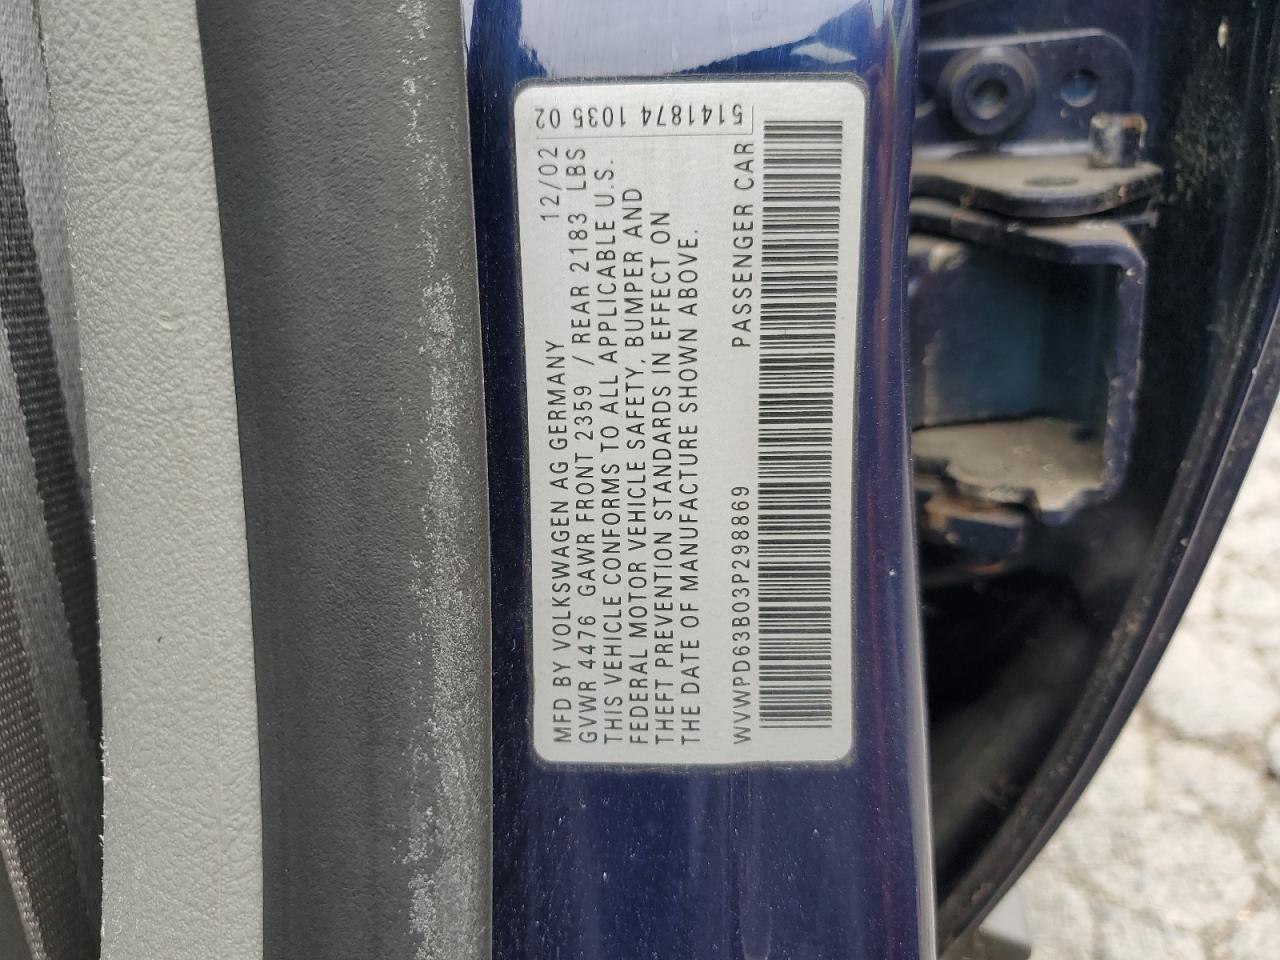 MFD BY VOLKSWAGEN AG GERMANY 12/02
GVWR 4476 GAWR FRONT 2359 / REAR 2183 LBS
THIS VEHICLE CONFORMS TO ALL APPLICABLE U.S.
FEDERAL MOTOR VEHICLE SAFETY, BUMPER AND
THEFT PREVENTION STANDARDS IN EFFECT ON
THE DATE OF MANUFACTURE SHOWN ABOVE.
WVWPD63B03P298869 PASSENGER CAR
5141874 1035 02